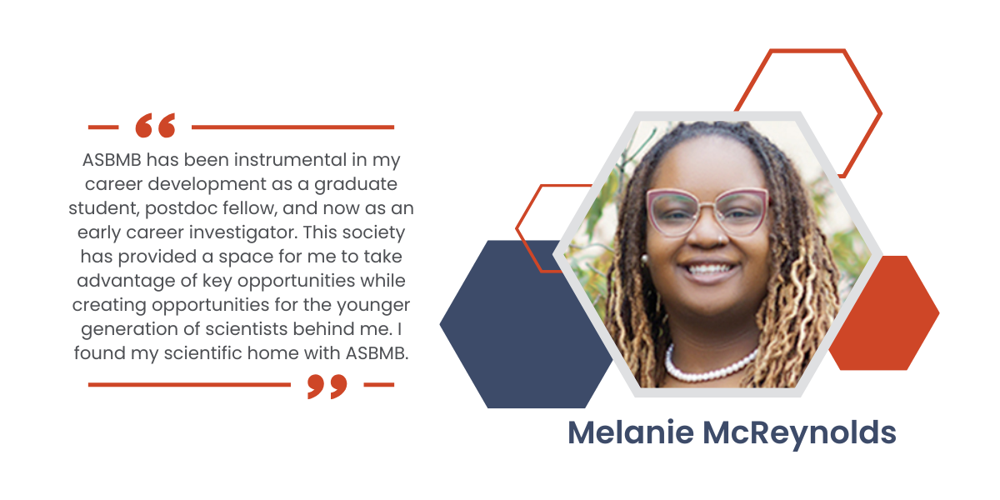 ASBMB has been instrumental in my
career development as a graduate
student, postdoc fellow, and now as an
early career investigator. This society
has provided a space for me to take
advantage of key opportunities while
creating opportunities for the younger
generation of scientists behind me. I
found my scientific home with ASBMB.
Melanie McReynolds